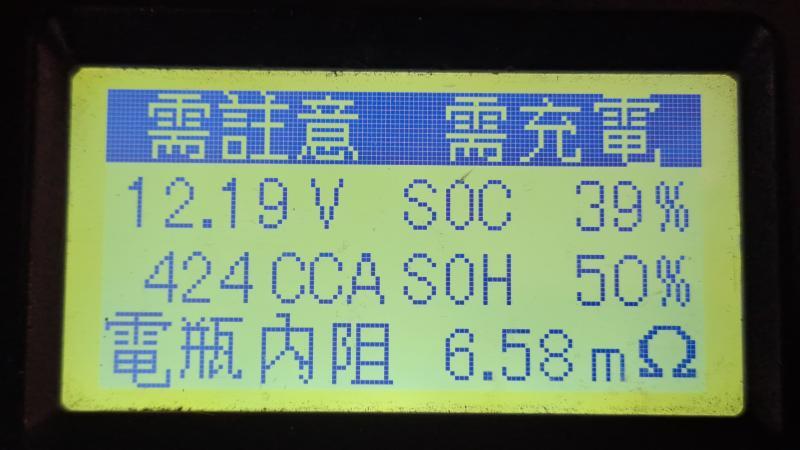 需註意 需充電
12.19V SOC 39%
424CCA SOH 50%
電瓶內阻 6.58mΩ